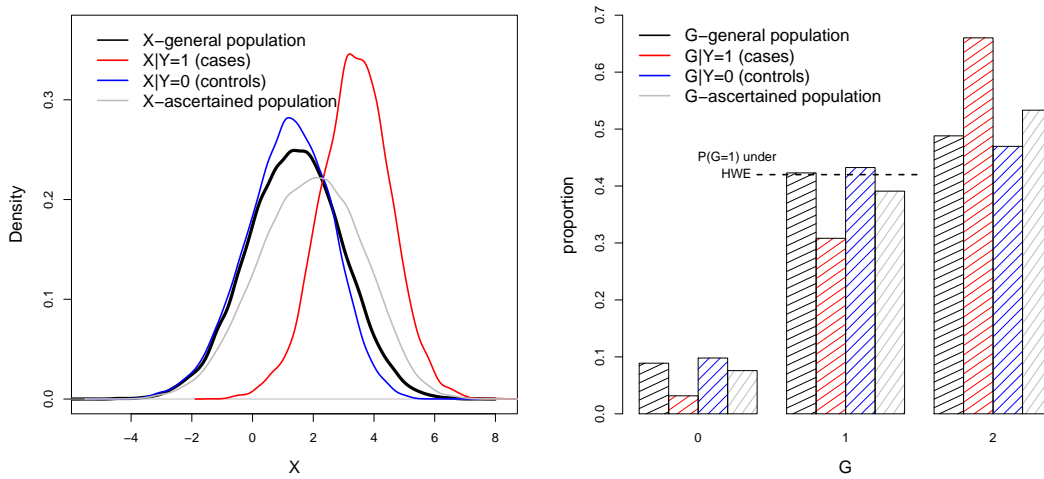 X−general population
X|Y=1 (cases)
X|Y=0 (controls)
X−ascertained population
Density
0.0
0.1
0.2
0.3
−4
−2
0
2
4
6
8
X
G−general population
G|Y=1 (cases)
G|Y=0 (controls)
G−ascertained population
P(G=1) under
HWE
proportion
0.0
0.1
0.2
0.3
0.4
0.5
0.6
0.7
0
1
2
G